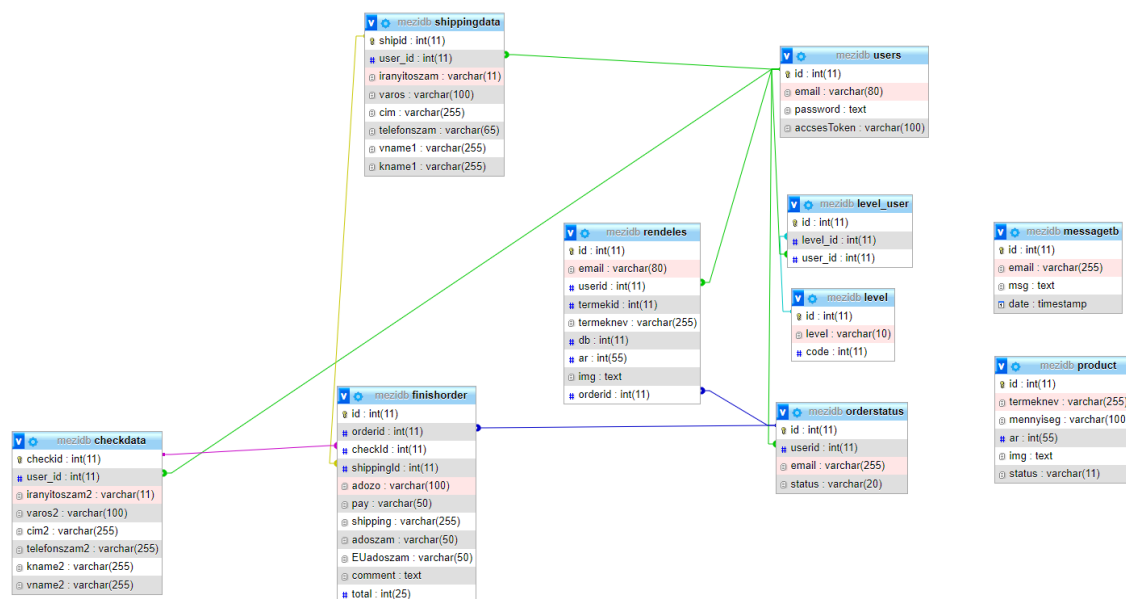 mezidb shippingdata
shipid : int(11)
user_id : int(11)
iranyitoszam : varchar(11)
varos : varchar(100)
cim : varchar(255)
telefonszam : varchar(65)
vname1 : varchar(255)
kname1 : varchar(255)
mezidb users
id : int(11)
email : varchar(80)
password : text
accsesToken : varchar(100)
mezidb level_user
id : int(11)
level_id : int(11)
user_id : int(11)
mezidb rendeles
id : int(11)
email : varchar(80)
userid : int(11)
termekid : int(11)
termeknev : varchar(255)
db : int(11)
ar : int(55)
img : text
orderid : int(11)
mezidb messagetb
id : int(11)
email : varchar(255)
msg : text
date : timestamp
mezidb level
id : int(11)
level : varchar(10)
code : int(11)
mezidb product
id : int(11)
termeknev : varchar(255)
mennyiseg : varchar(100
ar : int(55)
img : text
status : varchar(11)
mezidb finishorder
id : int(11)
orderid : int(11)
checkId : int(11)
shippingId : int(11)
adozo : varchar(100)
pay : varchar(50)
shipping : varchar(255)
adoszam : varchar(50)
EUadoszam : varchar(50)
comment : text
total : int(25)
mezidb orderstatus
id : int(11)
userid : int(11)
email : varchar(255)
status : varchar(20)
mezidb checkdata
checkid : int(11)
user_id : int(11)
iranyitoszam2 : varchar(11)
varos2 : varchar(100)
cim2 : varchar(255)
telefonszam2 : varchar(255)
kname2 : varchar(255)
vname2 : varchar(255)